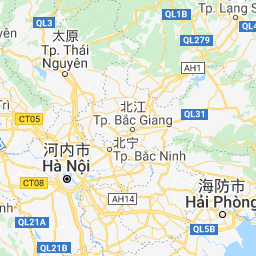 QL3
QL1B
Tp. Lạng Sơn
太原
Tp. Thái
Nguyên
QL279
AH1
北江
Tp. Bắc Giang
QL31
CT05
河内市
Hà Nội
北宁
Tp. Bắc Ninh
CT08
海防市
Hải Phòng
AH14
QL21A
QL21B
QL5B